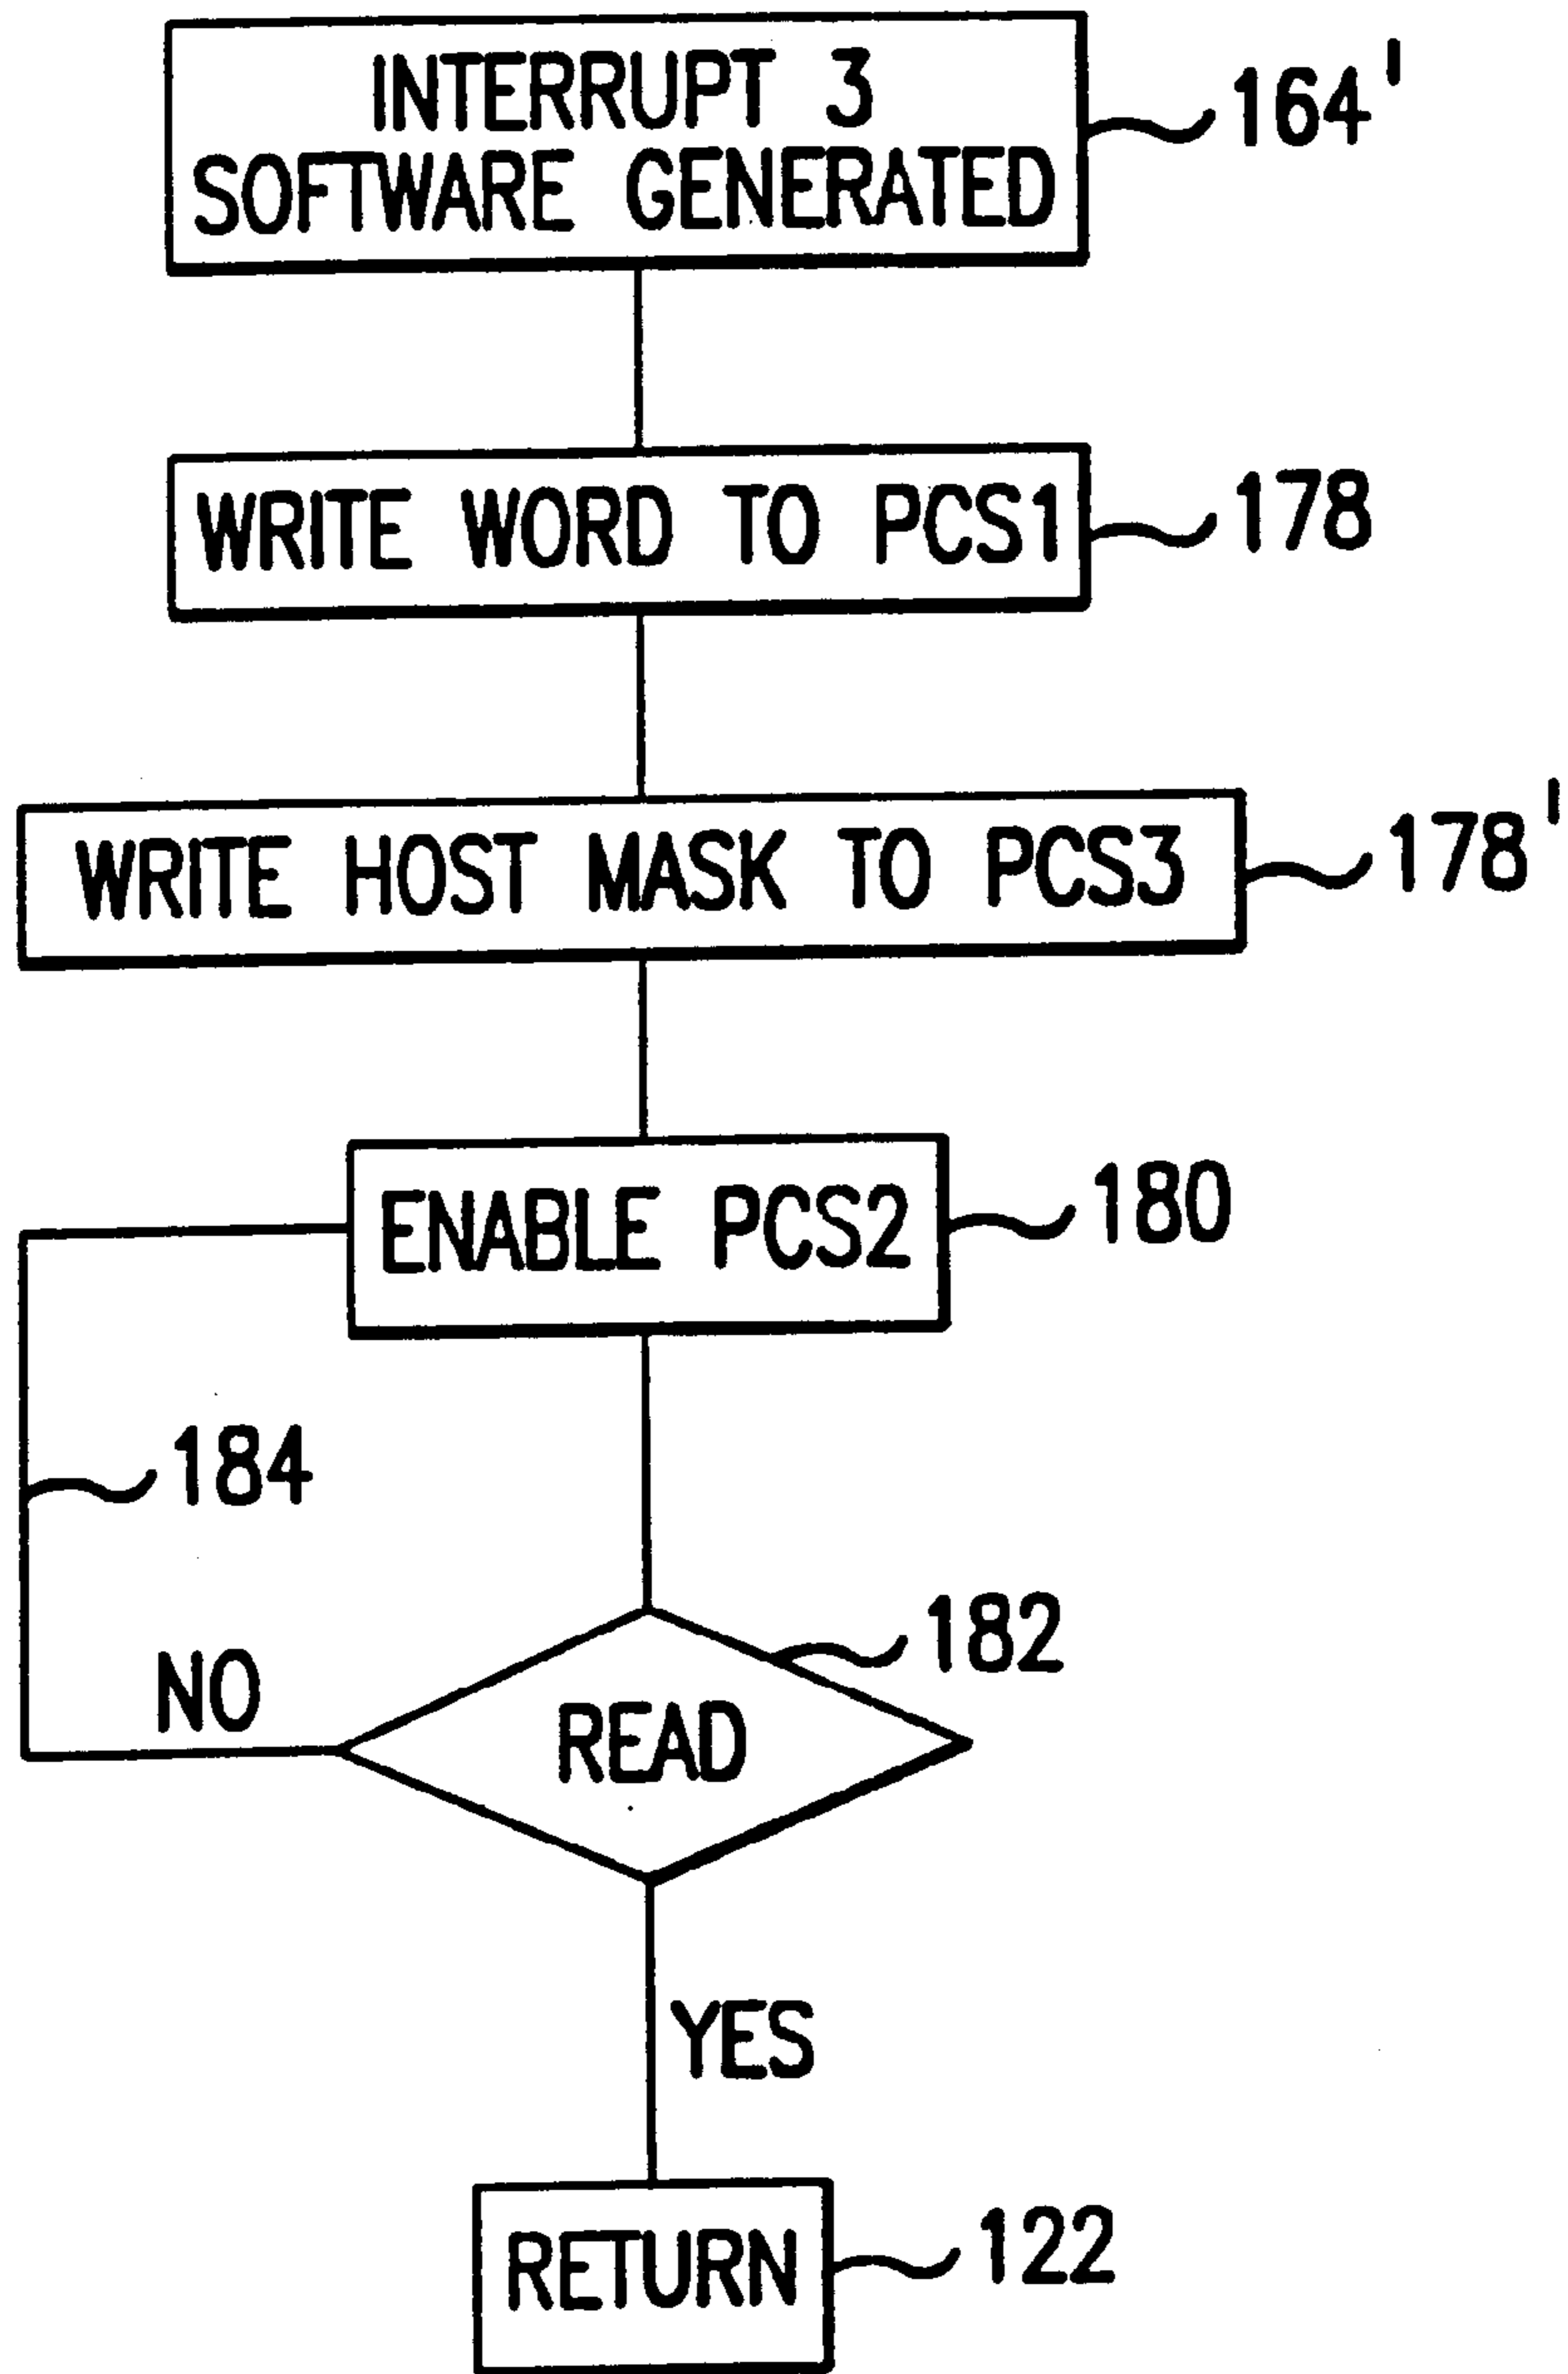 INTERRUPT 3
SOFTWARE GENERATED
164'
WRITE WORD TO PCS1
178
WRITE HOST MASK TO PCS3
178'
ENABLE PCS2
180
184
182
NO
READ
YES
RETURN
122